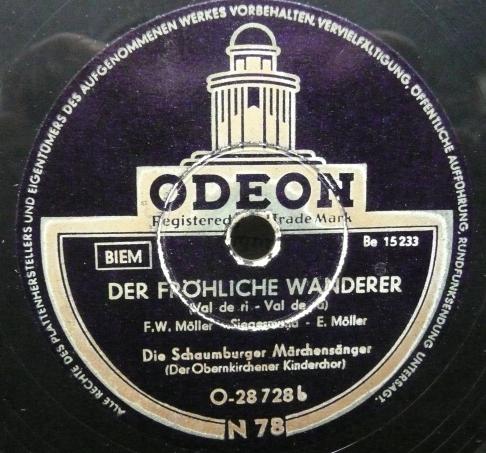 ALLE RECHTE DES PLATTENHERSTELLERS UND EIGENTÜMERS DES AUFGENOMMENEN WERKES VORBEHALTEN, VERVIELFÄLTIGUNG, ÖFFENTLICHE AUFFÜHRUNG, RUNDFUNKSENDUNG UNTERSAGT.
ODEON
Registered Trade Mark
BIEM
Be 15233
DER FRÖHLICHE WANDERER
(Val de ri - Val de ra)
F.W. Möller - - E. Möller
Die Schaumburger Märchensänger
(Der Obernkirchener Kinderchor)
O-28728b
N 78